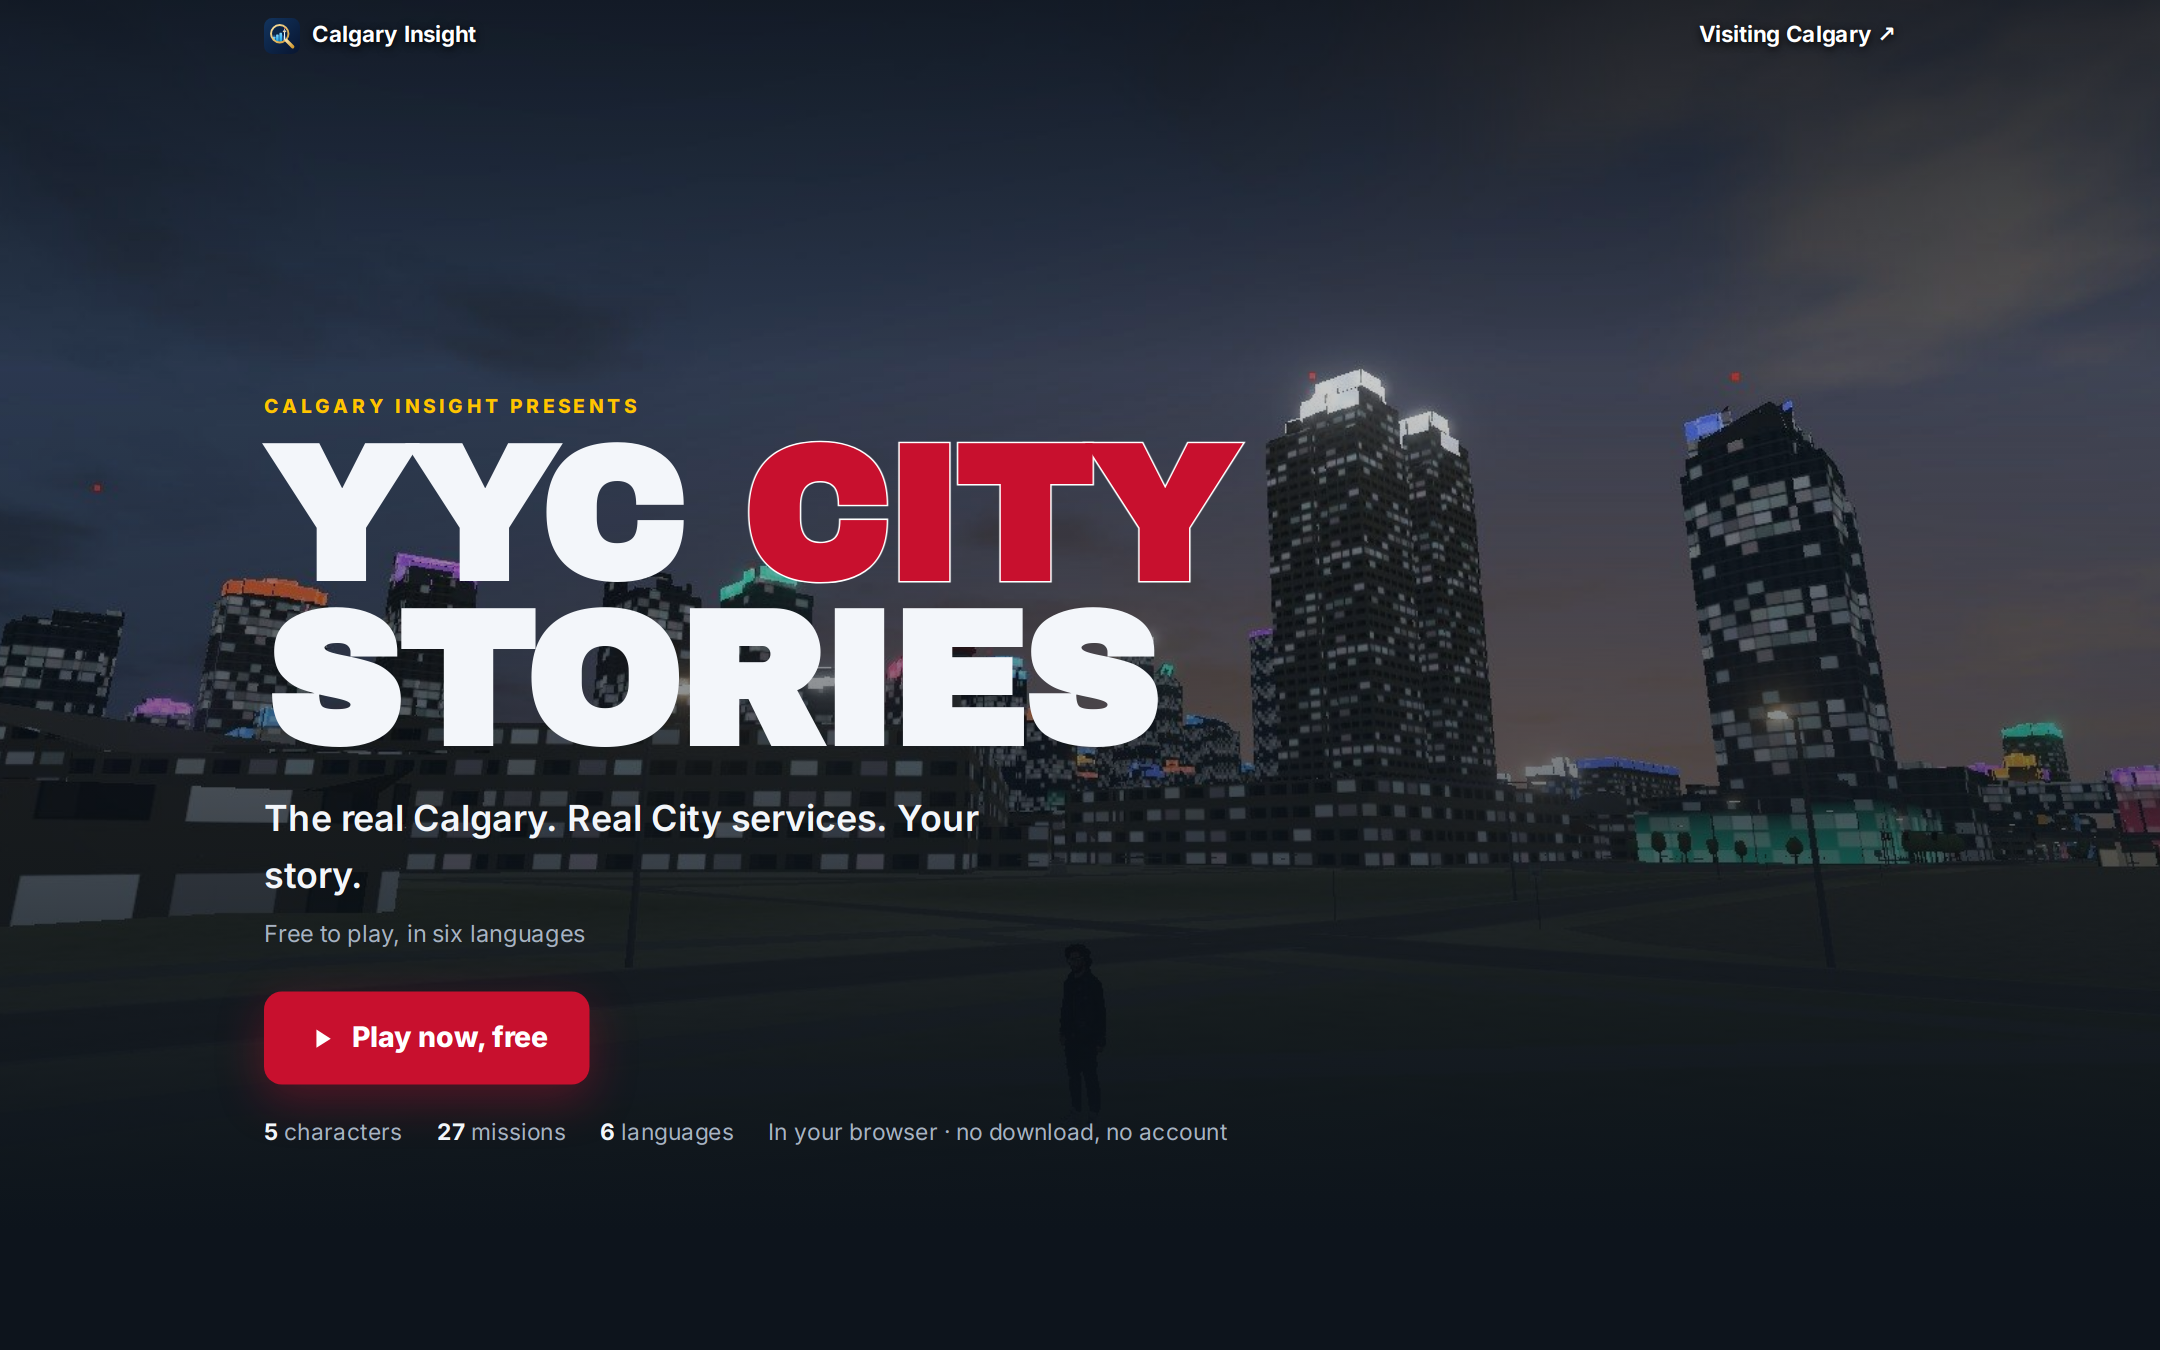 Calgary Insight
Visiting Calgary ↗
CALGARY INSIGHT PRESENTS
YYC CITY
STORIES
The real Calgary. Real City services. Your
story.
Free to play, in six languages
Play now, free
5 characters 27 missions 6 languages In your browser · no download, no account